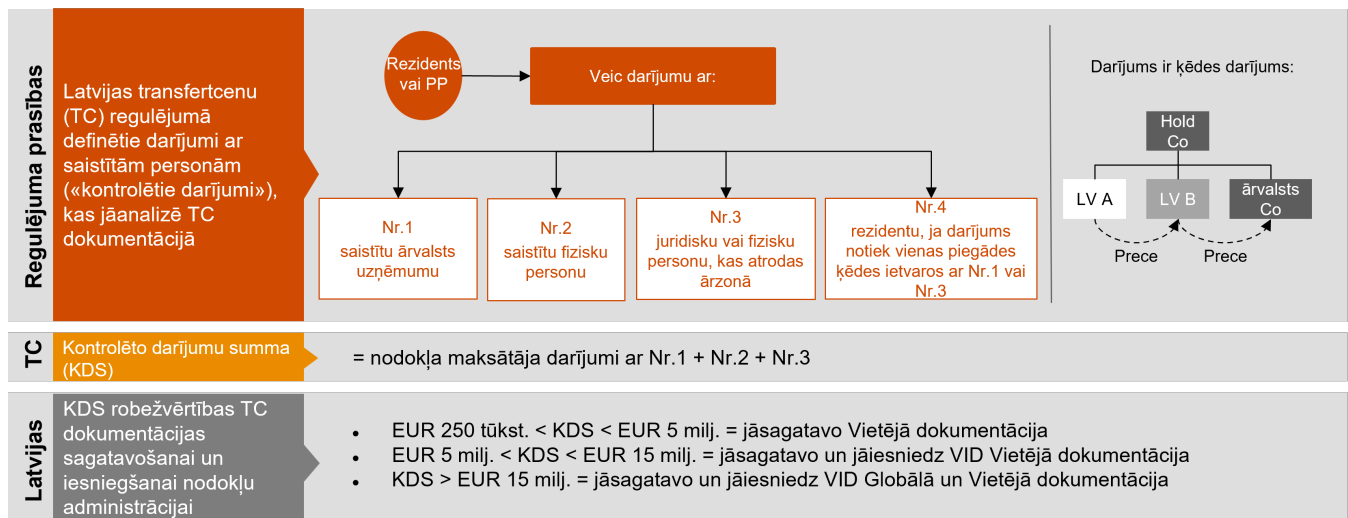 Regulējuma prasības
Latvijas transfertcenu
(TC) regulējumā
definētie darījumi ar
saistītām personām
(«kontrolētie darījumi»),
kas jāanalizē TC
dokumentācijā
Rezidents
vai PP
Veic darījumu ar:
Nr.1
saistītu ārvalsts
uzņēmumu
Nr.2
saistītu fizisku
personu
Nr.3
juridisku vai fizisku
personu, kas atrodas
ārzonā
Nr.4
rezidentu, ja darījums
notiek vienas piegādes
ķēdes ietvaros ar Nr.1 vai
Nr.3
Darījums ir ķēdes darījums:
Hold
Co
LV A
LV B
ārvalsts
Co
Prece
Prece
TC
Kontrolēto darījumu summa
(KDS)
= nodokļa maksātāja darījumi ar Nr.1 + Nr.2 + Nr.3
Latvijas
KDS robežvērtības TC
dokumentācijas
sagatavošanai un
iesniegšanai nodokļu
administrācijai
• EUR 250 tūkst. < KDS < EUR 5 milj. = jāsagatavo Vietējā dokumentācija
• EUR 5 milj. < KDS < EUR 15 milj. = jāsagatavo un jāiesniedz VID Vietējā dokumentācija
• KDS > EUR 15 milj. = jāsagatavo un jāiesniedz VID Globālā un Vietējā dokumentācija